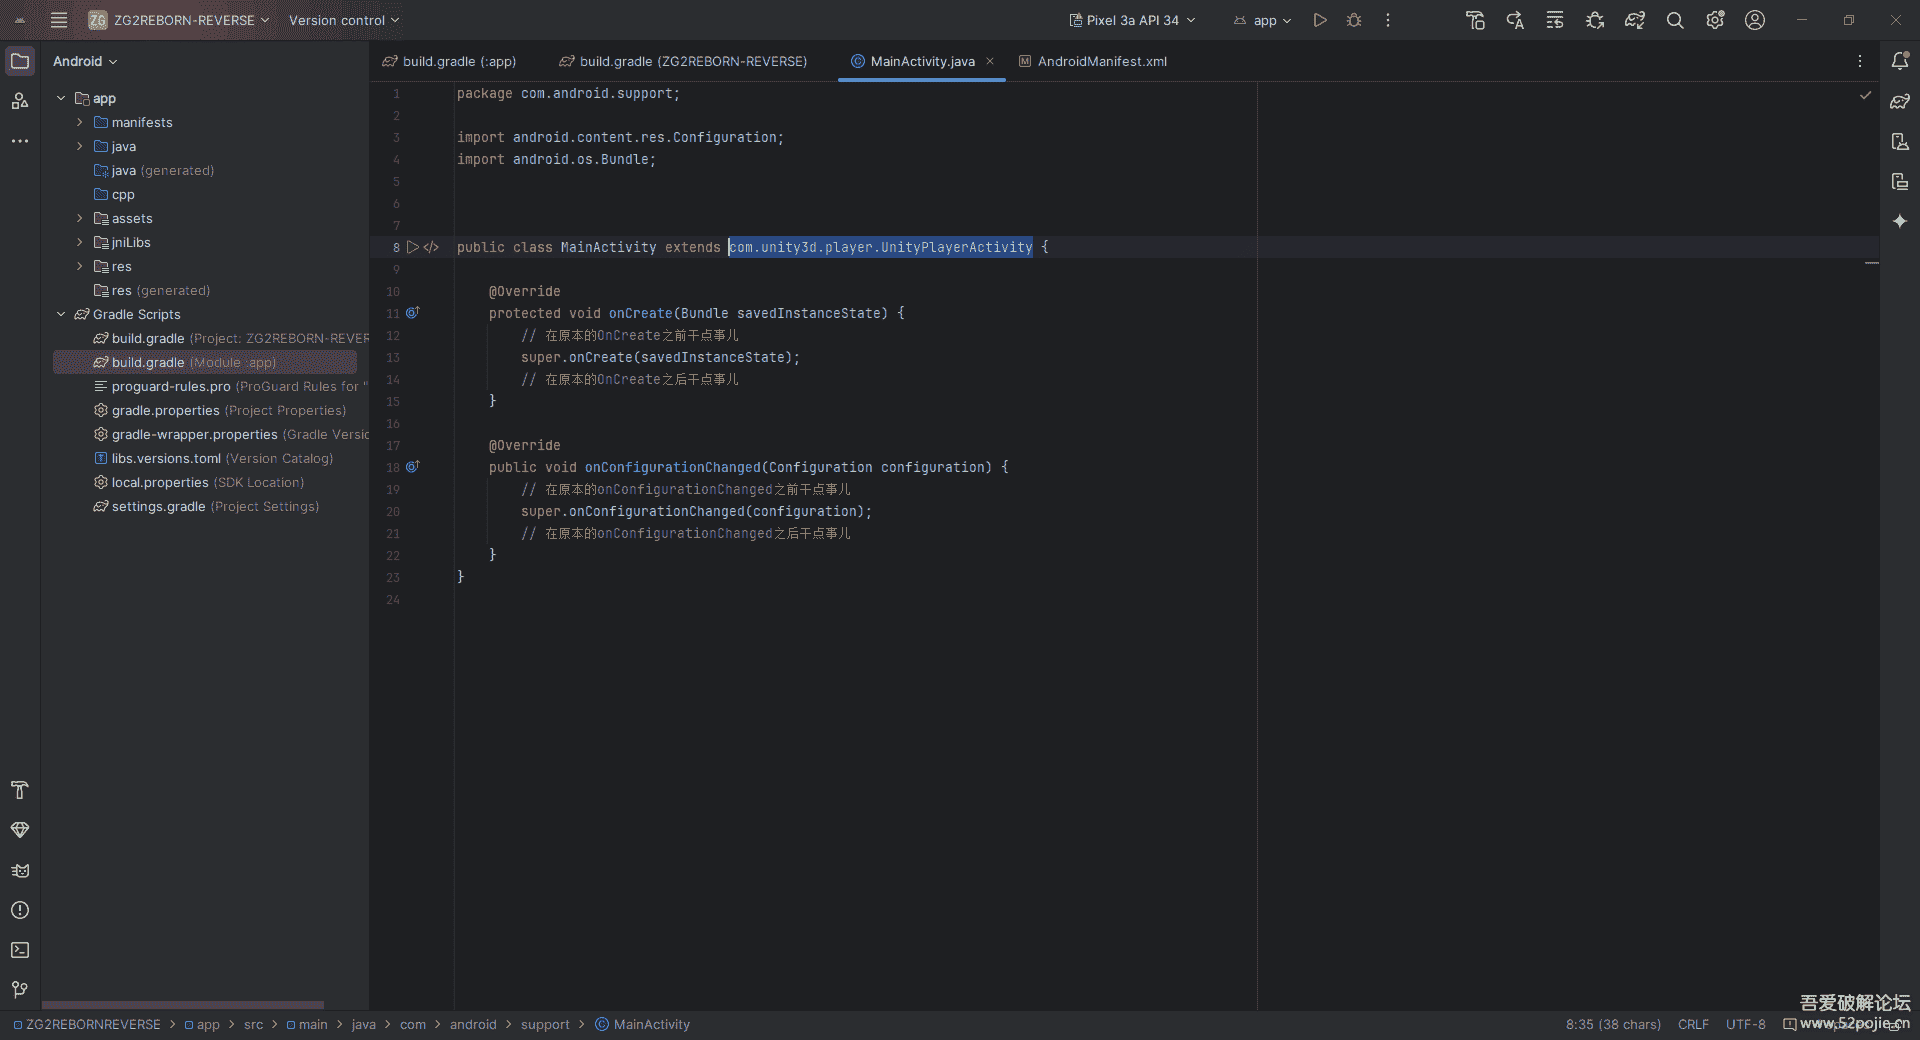 ZG ZG2REBORN-REVERSE Version control Pixel 3a API 34 app
Android
build.gradle (:app) build.gradle (ZG2REBORN-REVERSE) MainActivity.java AndroidManifest.xml
app
manifests
java
java (generated)
cpp
assets
jniLibs
res
res (generated)
Gradle Scripts
build.gradle (Project: ZG2REBORN-REVER
build.gradle (Module :app)
proguard-rules.pro (ProGuard Rules for "
gradle.properties (Project Properties)
gradle-wrapper.properties (Gradle Versio
libs.versions.toml (Version Catalog)
local.properties (SDK Location)
settings.gradle (Project Settings)
1 package com.android.support;
2
3 import android.content.res.Configuration;
4 import android.os.Bundle;
5
6
7
8 public class MainActivity extends com.unity3d.player.UnityPlayerActivity {
9
10 @Override
11 protected void onCreate(Bundle savedInstanceState) {
12 // 在原本的OnCreate之前干点事儿
13 super.onCreate(savedInstanceState);
14 // 在原本的OnCreate之后干点事儿
15 }
16
17 @Override
18 public void onConfigurationChanged(Configuration configuration) {
19 // 在原本的onConfigurationChanged之前干点事儿
20 super.onConfigurationChanged(configuration);
21 // 在原本的onConfigurationChanged之后干点事儿
22 }
23 }
24
ZG2REBORNREVERSE > app > src > main > java > com > android > support > MainActivity
8:35 (38 chars) CRLF UTF-8
吾爱破解论坛
www.52pojie.cn